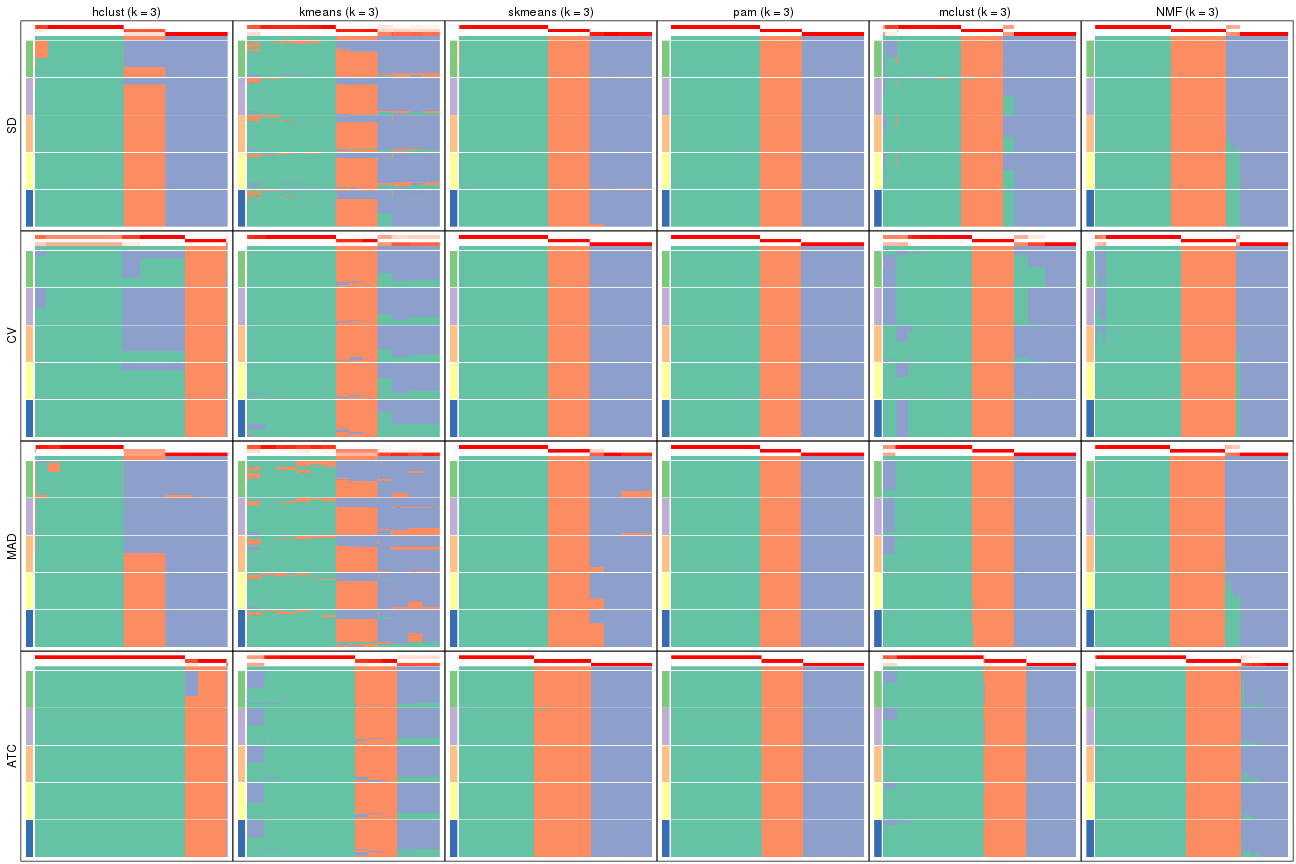 hclust (k = 3)
kmeans (k = 3)
skmeans (k = 3)
pam (k = 3)
mclust (k = 3)
NMF (k = 3)
SD
CV
MAD
ATC